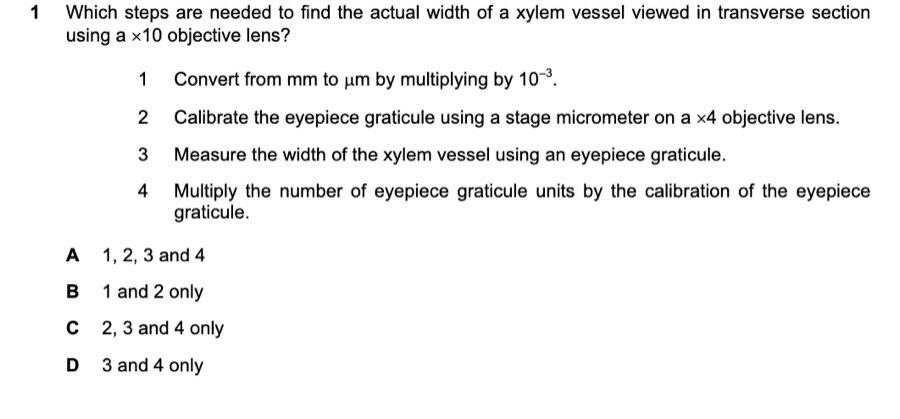 1 Which steps are needed to find the actual width of a xylem vessel viewed in transverse section
using a ×10 objective lens?
1 Convert from mm to µm by multiplying by 10⁻³.
2 Calibrate the eyepiece graticule using a stage micrometer on a ×4 objective lens.
3 Measure the width of the xylem vessel using an eyepiece graticule.
4 Multiply the number of eyepiece graticule units by the calibration of the eyepiece
graticule.
A 1, 2, 3 and 4
B 1 and 2 only
C 2, 3 and 4 only
D 3 and 4 only